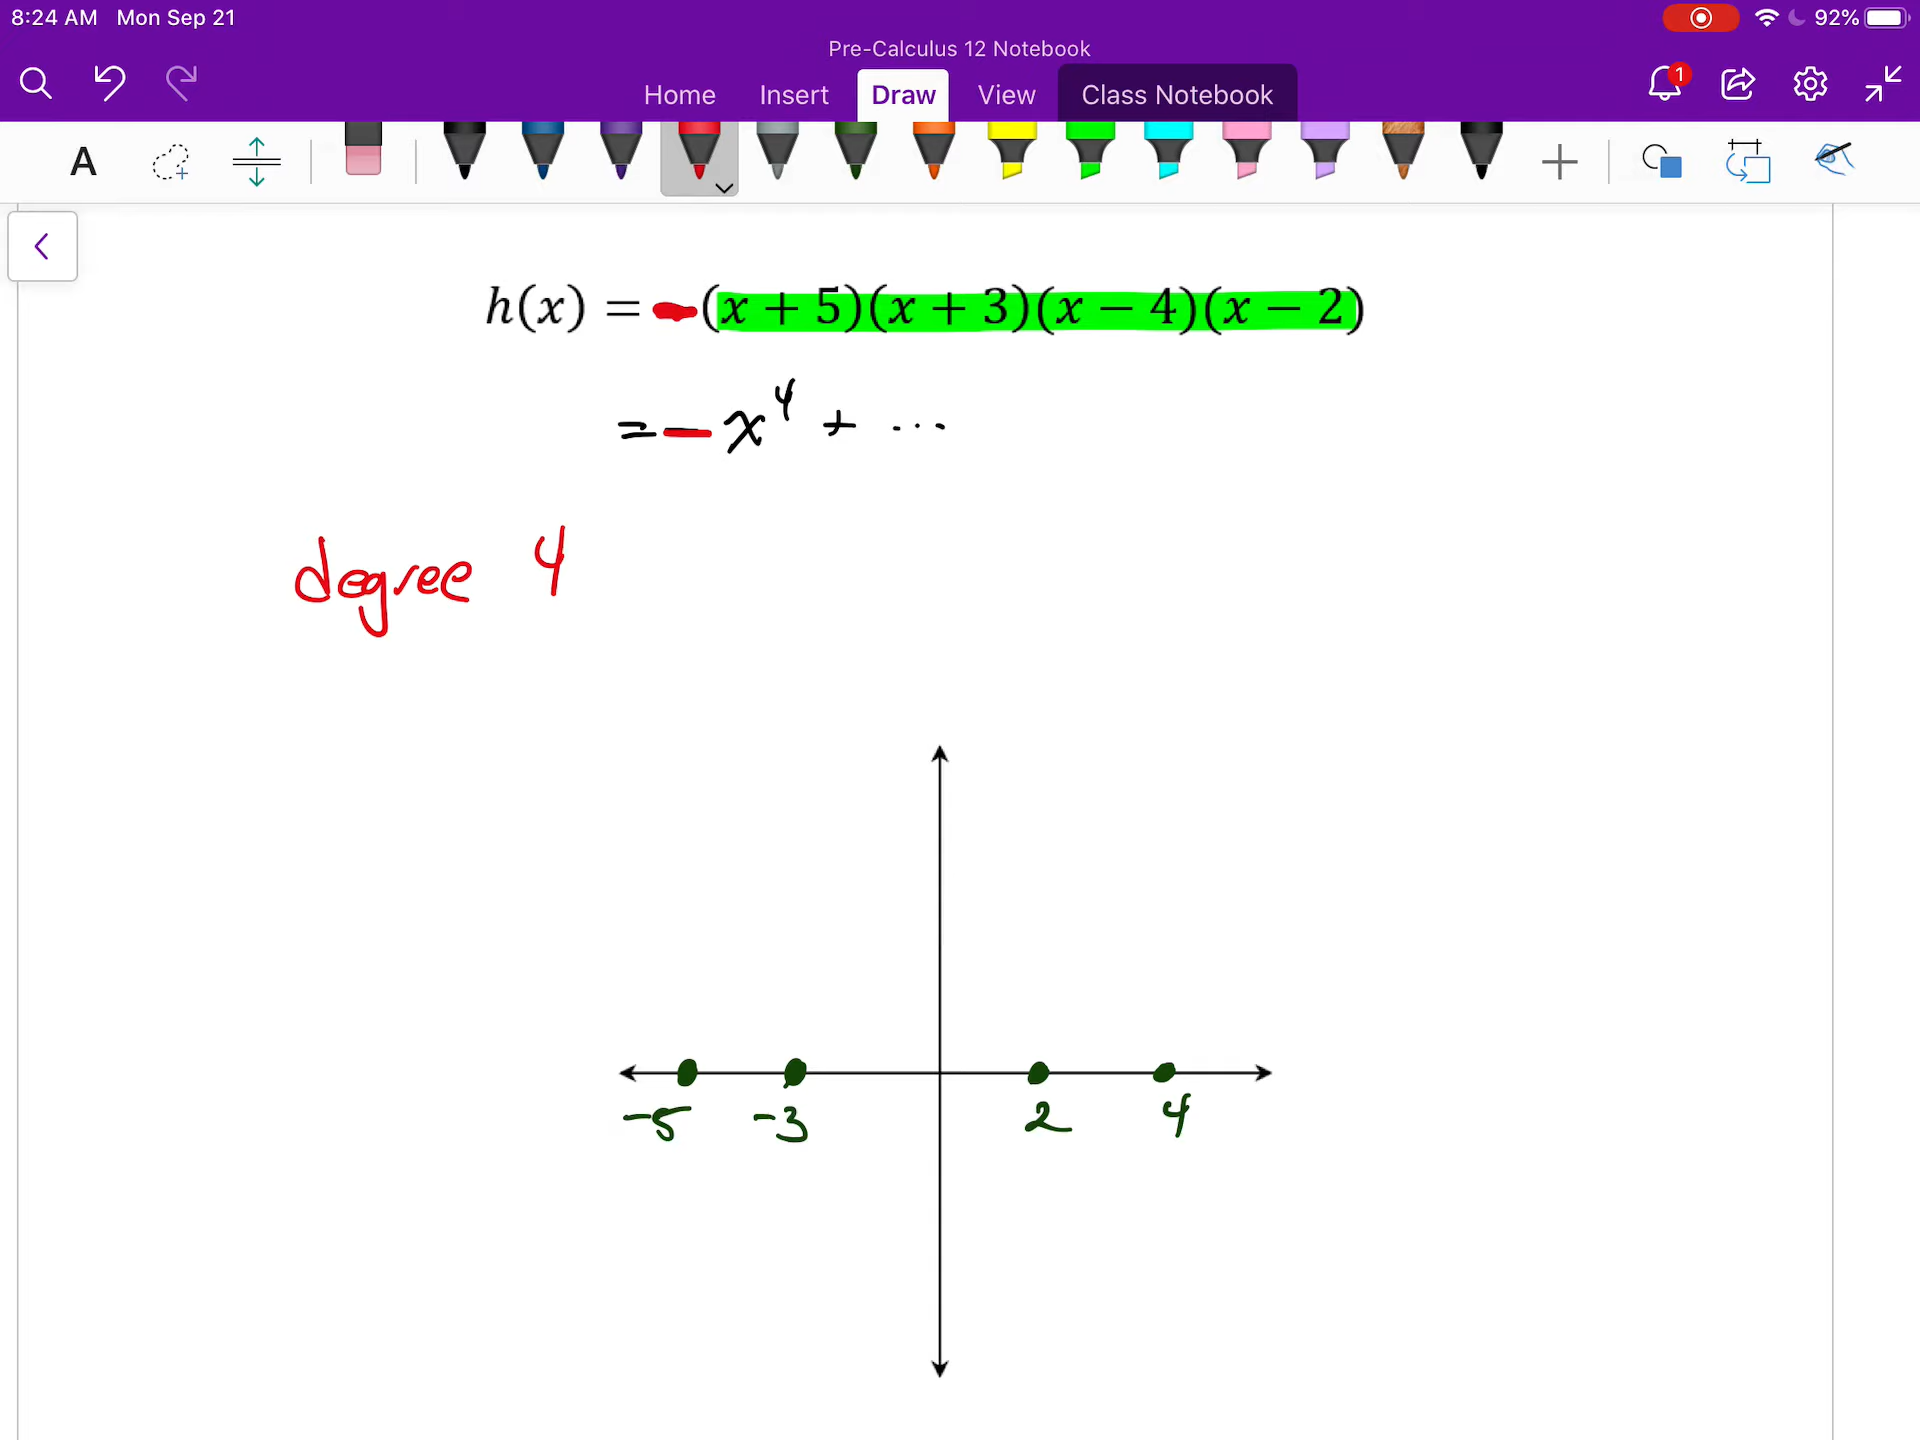 8:24 AM Mon Sep 21 92%
Pre-Calculus 12 Notebook
Home Insert Draw View Class Notebook 1
A
h(x) = -(x + 5)(x + 3)(x − 4)(x − 2)
= - x⁴ + ...
degree 4
-5 -3 2 4